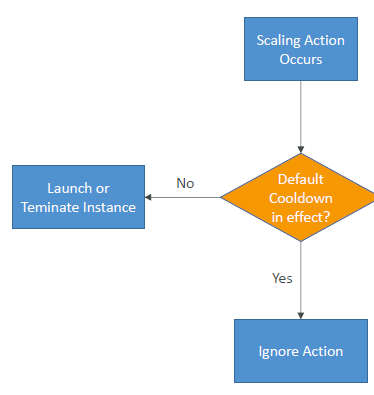 Scaling Action
Occurs
Default
Cooldown
in effect?
No
Launch or
Teminate Instance
Yes
Ignore Action